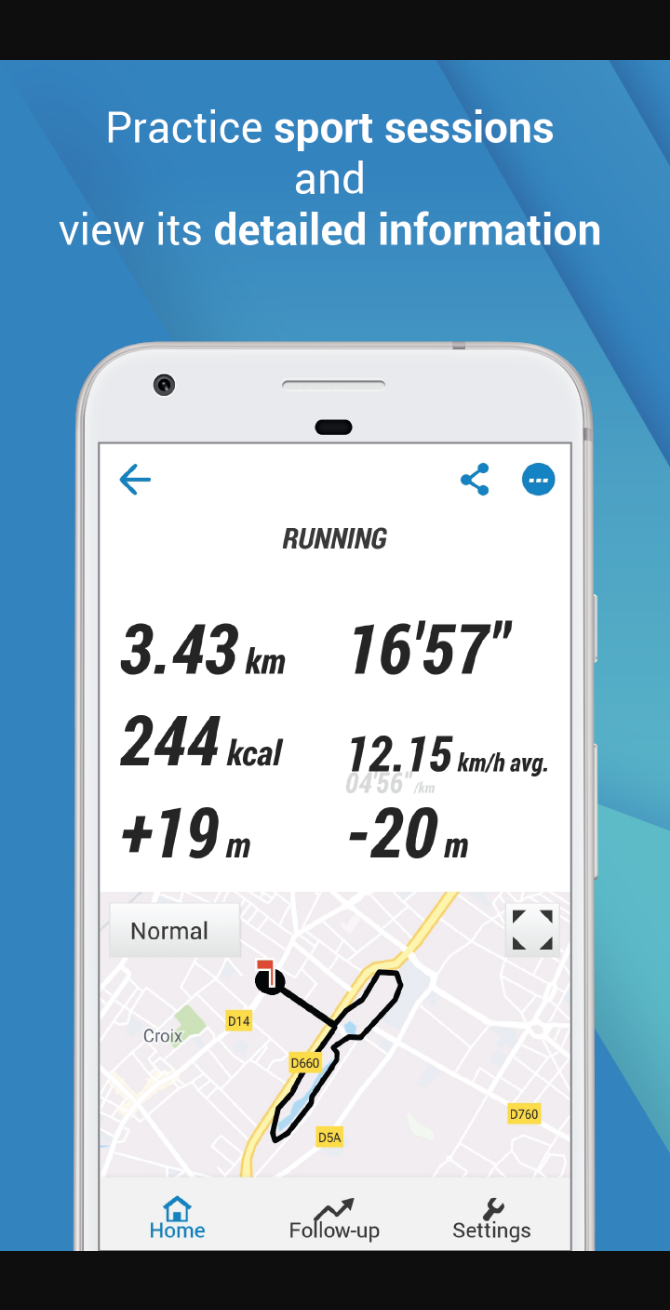 Practice sport sessions
and
view its detailed information
RUNNING
3.43 km 16'57"
244 kcal 12.15 km/h avg.
04'56" /km
+19 m -20 m
Normal
D14
Croix
D660
D760
D5A
Home Follow-up Settings